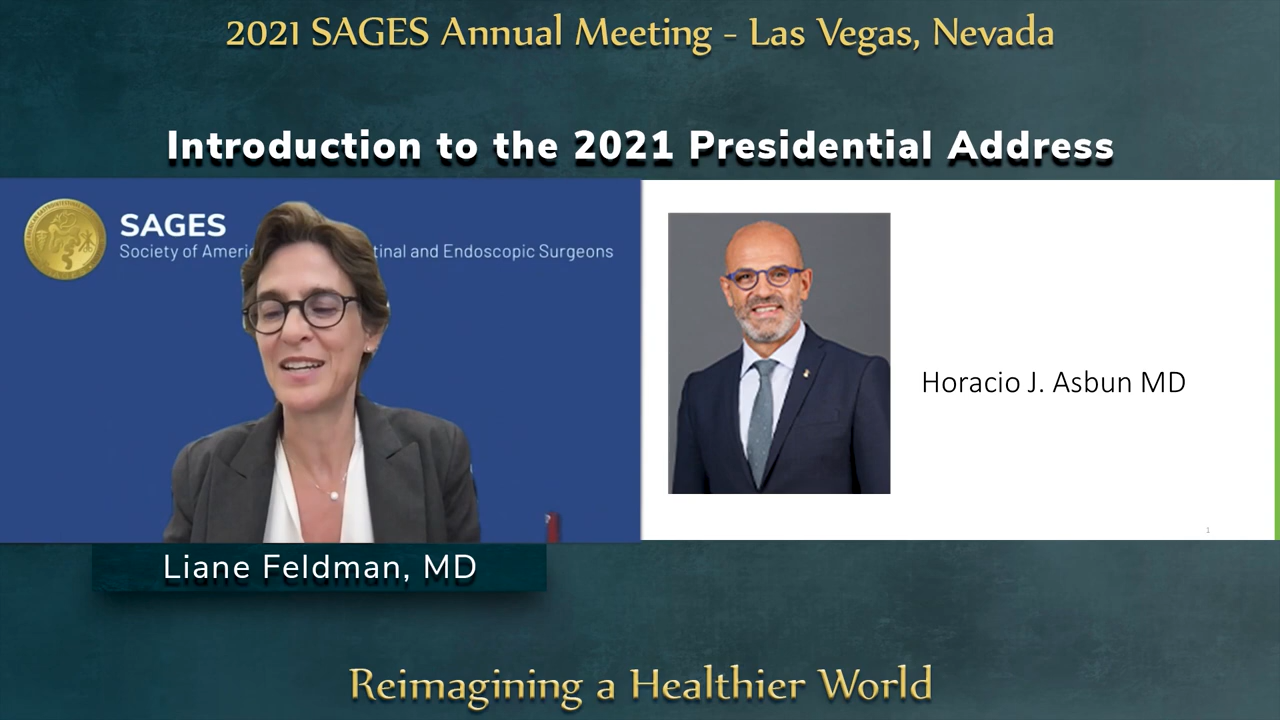 2021 SAGES Annual Meeting - Las Vegas, Nevada
Introduction to the 2021 Presidential Address
SAGES
Society of Ameri tinal and Endoscopic Surgeons
Horacio J. Asbun MD
1
Liane Feldman, MD
Reimagining a Healthier World